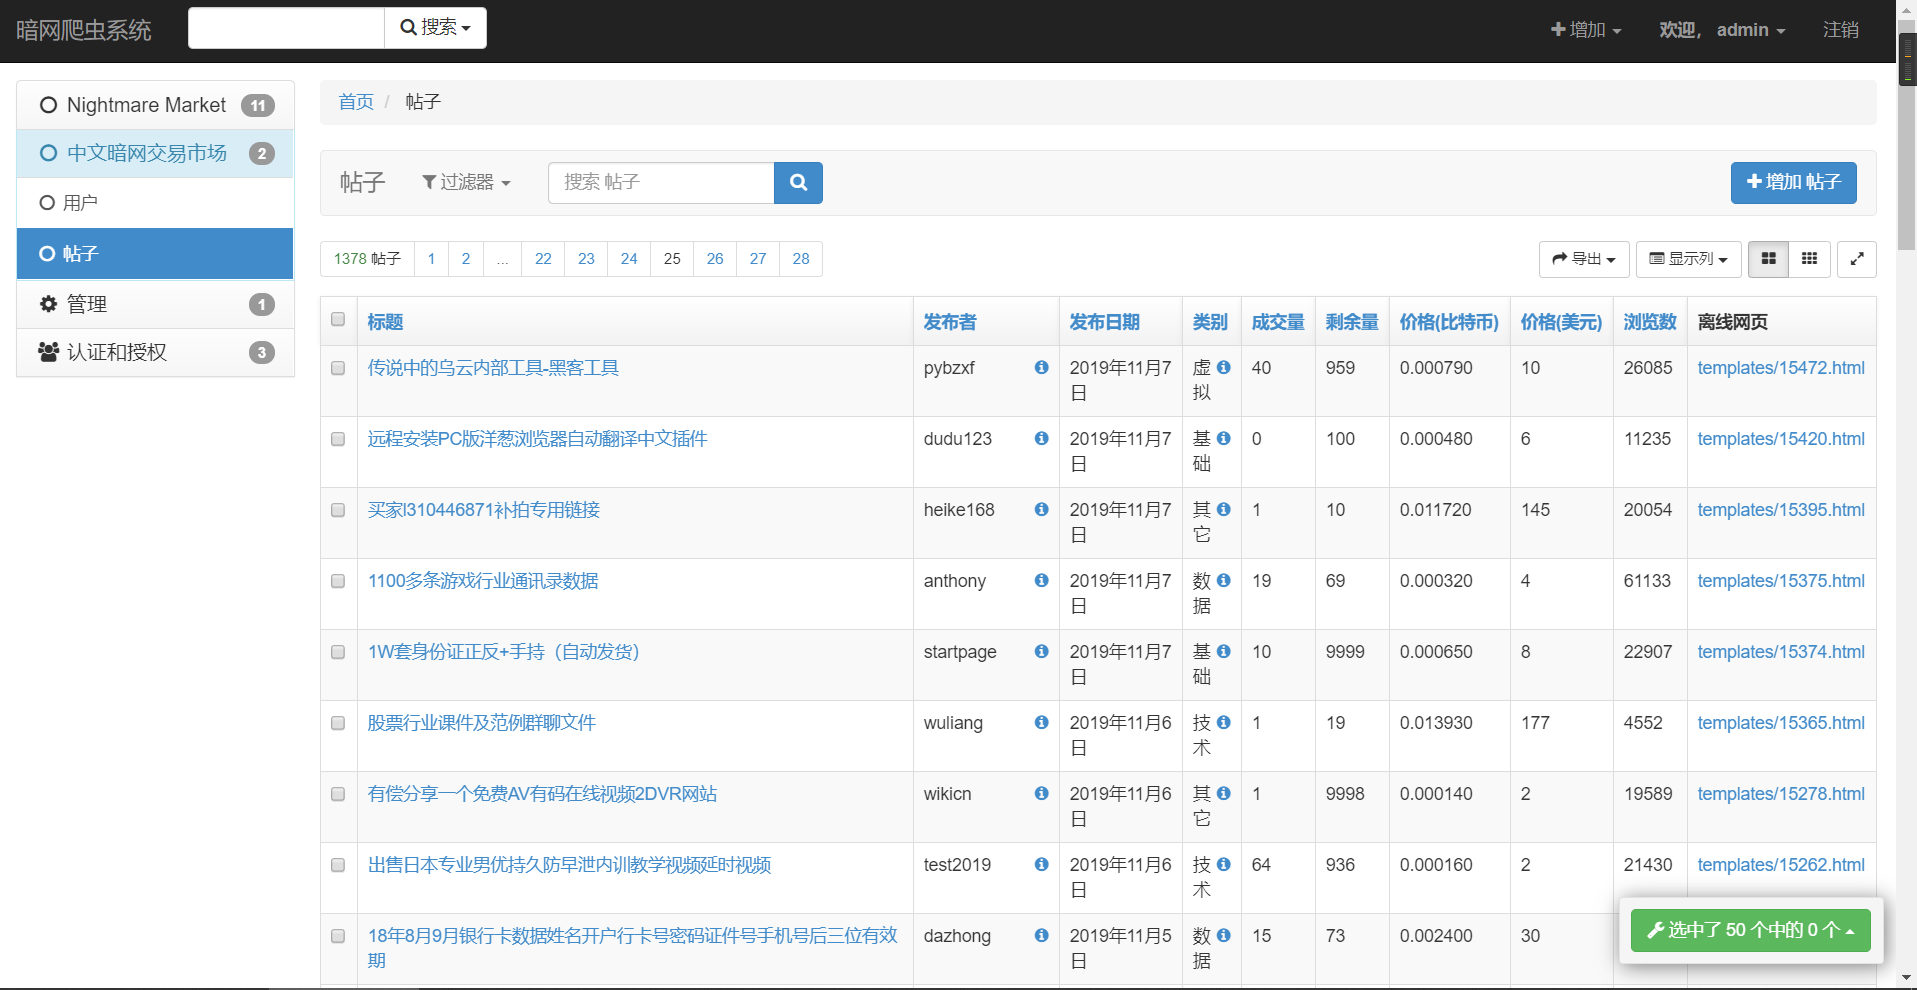 暗网爬虫系统 搜索 增加 欢迎， admin 注销
Nightmare Market 11
中文暗网交易市场 2
用户
帖子
管理 1
认证和授权 3
首页 / 帖子
帖子 过滤器 搜索 帖子 增加 帖子
1378 帖子 1 2 ... 22 23 24 25 26 27 28 导出 显示列
标题 发布者 发布日期 类别 成交量 剩余量 价格(比特币) 价格(美元) 浏览数 离线网页
传说中的乌云内部工具-黑客工具 pybzxf 2019年11月7 虚 40 959 0.000790 10 26085 templates/15472.html
日 拟
远程安装PC版洋葱浏览器自动翻译中文插件 dudu123 2019年11月7 基 0 100 0.000480 6 11235 templates/15420.html
日 础
买家l310446871补拍专用链接 heike168 2019年11月7 其 1 10 0.011720 145 20054 templates/15395.html
日 它
1100多条游戏行业通讯录数据 anthony 2019年11月7 数 19 69 0.000320 4 61133 templates/15375.html
日 据
1W套身份证正反+手持（自动发货） startpage 2019年11月7 基 10 9999 0.000650 8 22907 templates/15374.html
日 础
股票行业课件及范例群聊文件 wuliang 2019年11月6 技 1 19 0.013930 177 4552 templates/15365.html
日 术
有偿分享一个免费AV有码在线视频2DVR网站 wikicn 2019年11月6 其 1 9998 0.000140 2 19589 templates/15278.html
日 它
出售日本专业男优持久防早泄内训教学视频延时视频 test2019 2019年11月6 技 64 936 0.000160 2 21430 templates/15262.html
日 术
18年8月9月银行卡数据姓名开户行卡号密码证件号手机号后三位有效 dazhong 2019年11月5 数 15 73 0.002400 30
期 日 据
选中了 50 个中的 0 个